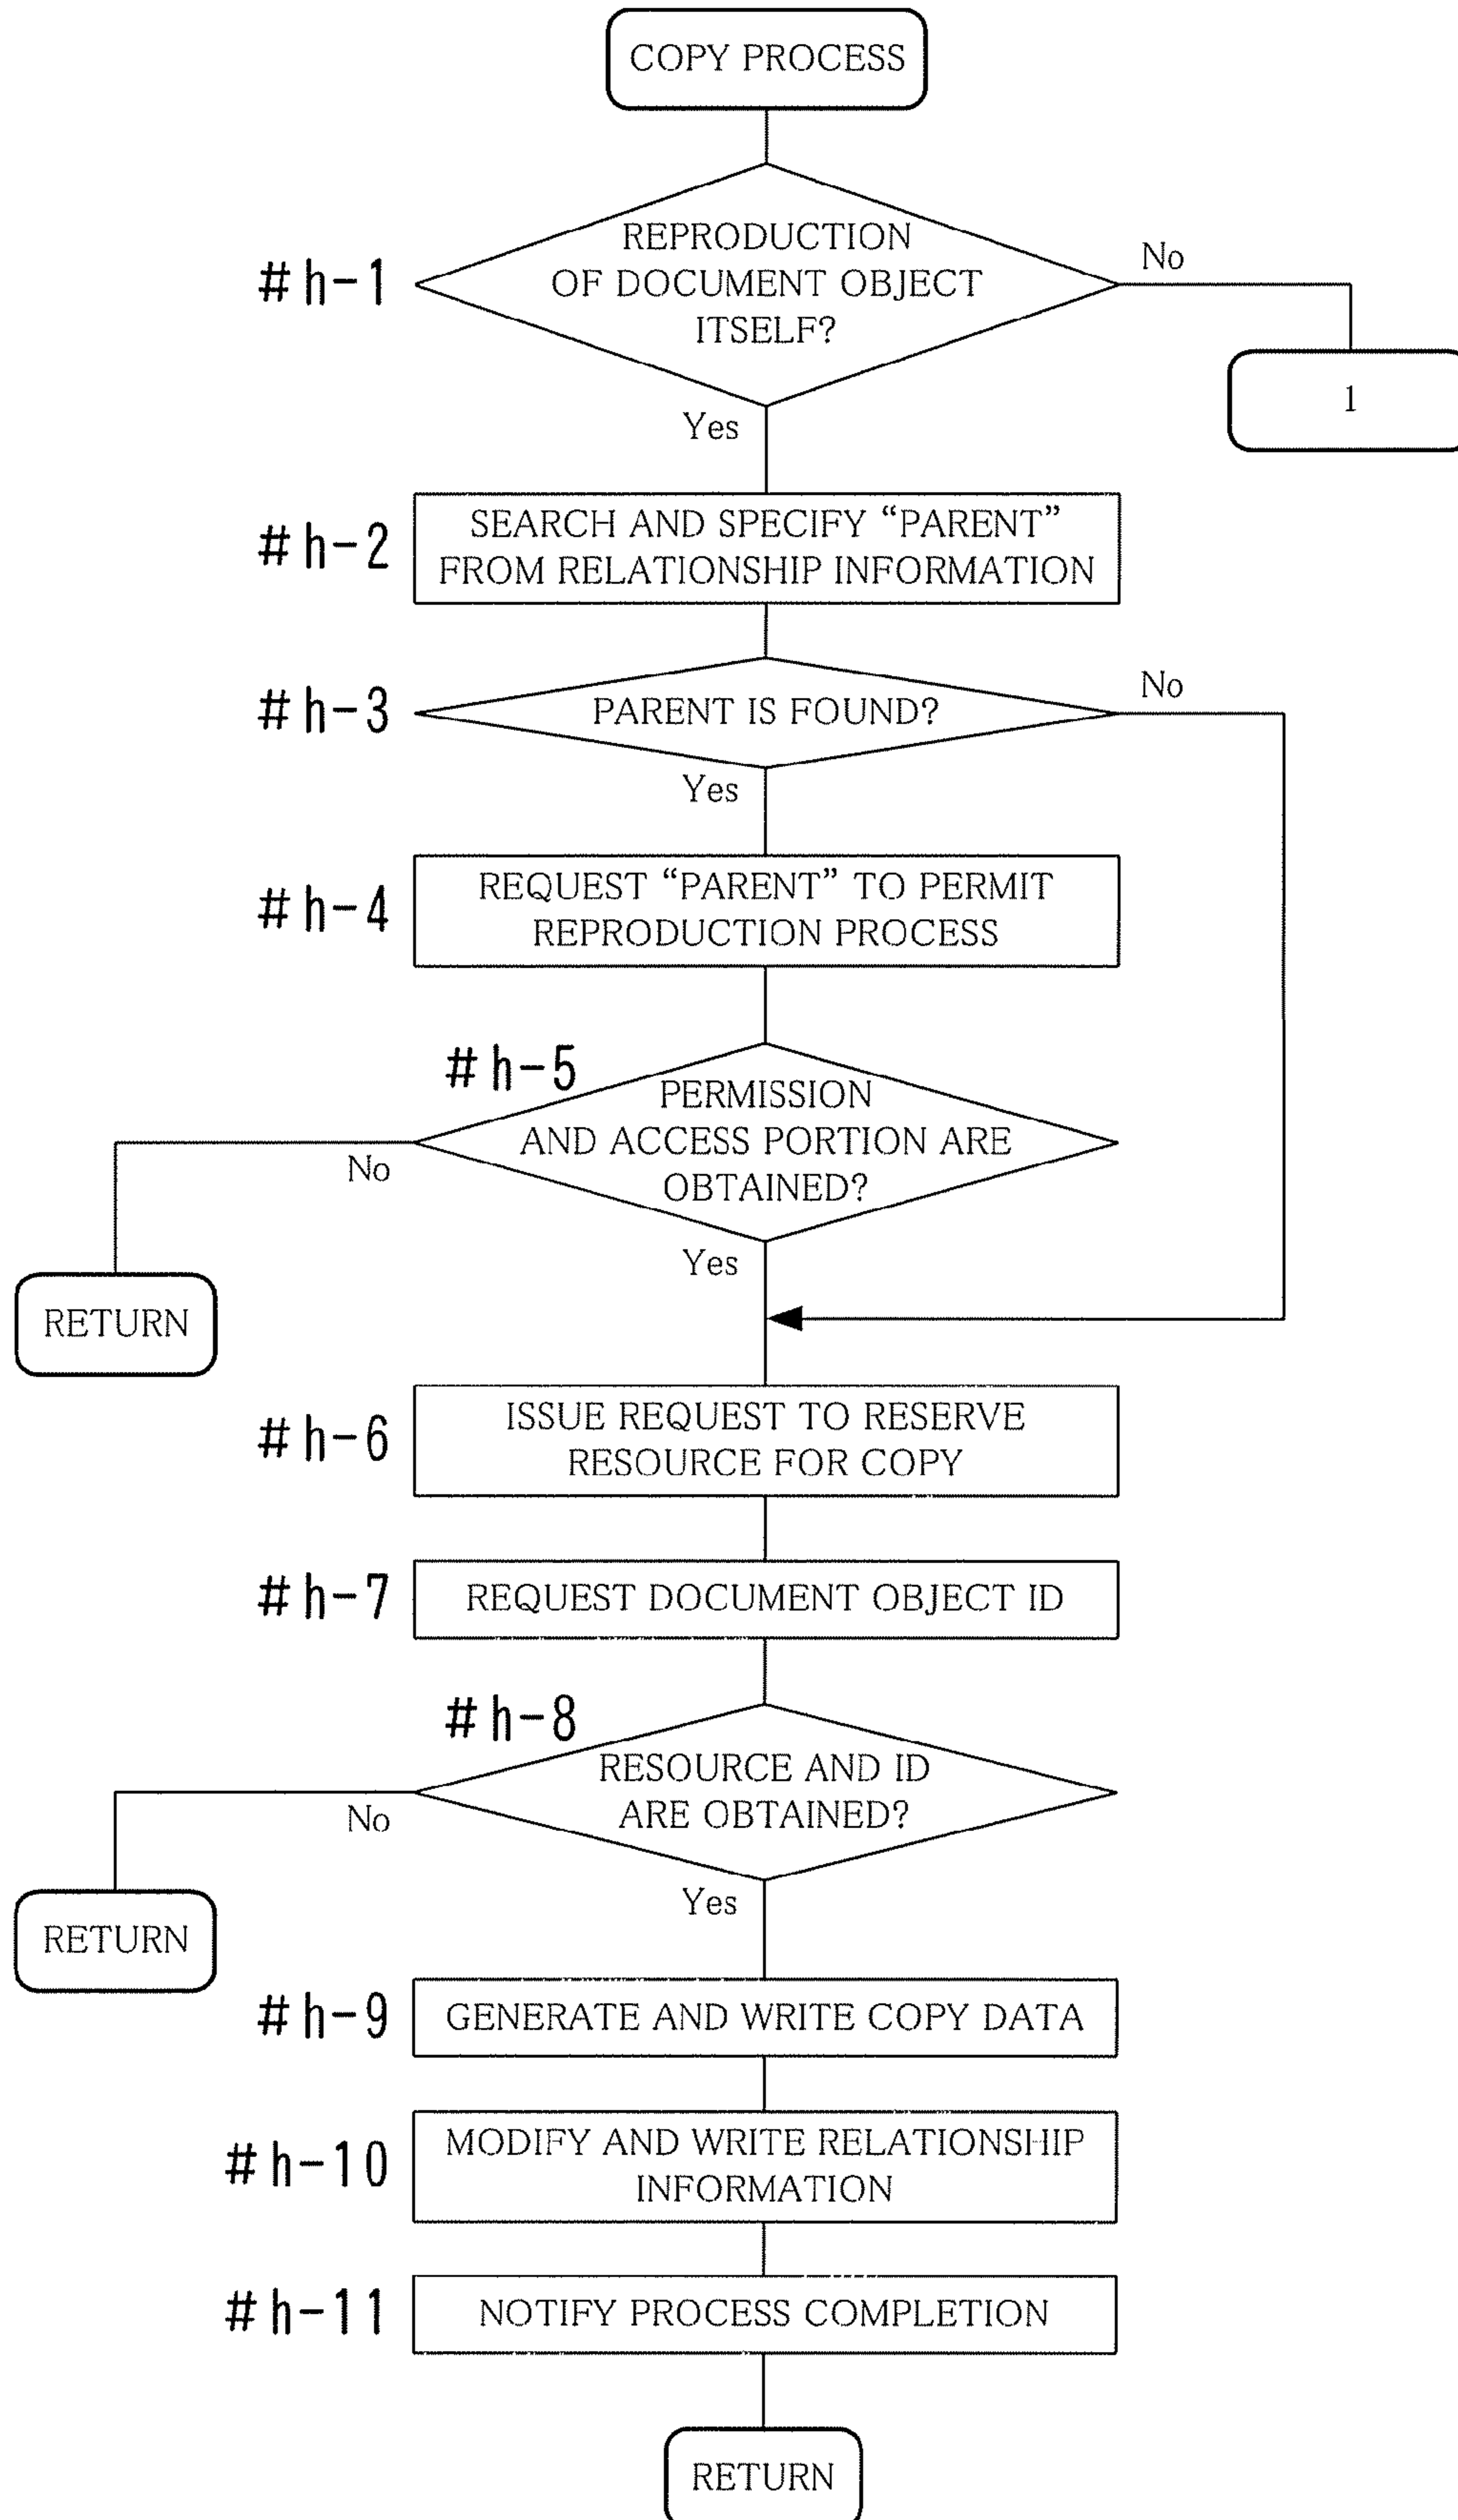 COPY PROCESS
#h-1
REPRODUCTION
OF DOCUMENT OBJECT
ITSELF?
No
1
Yes
#h-2
SEARCH AND SPECIFY “PARENT”
FROM RELATIONSHIP INFORMATION
#h-3
PARENT IS FOUND?
No
Yes
#h-4
REQUEST “PARENT” TO PERMIT
REPRODUCTION PROCESS
#h-5
PERMISSION
AND ACCESS PORTION ARE
OBTAINED?
No
Yes
RETURN
#h-6
ISSUE REQUEST TO RESERVE
RESOURCE FOR COPY
#h-7
REQUEST DOCUMENT OBJECT ID
#h-8
RESOURCE AND ID
ARE OBTAINED?
No
Yes
RETURN
#h-9
GENERATE AND WRITE COPY DATA
#h-10
MODIFY AND WRITE RELATIONSHIP
INFORMATION
#h-11
NOTIFY PROCESS COMPLETION
RETURN